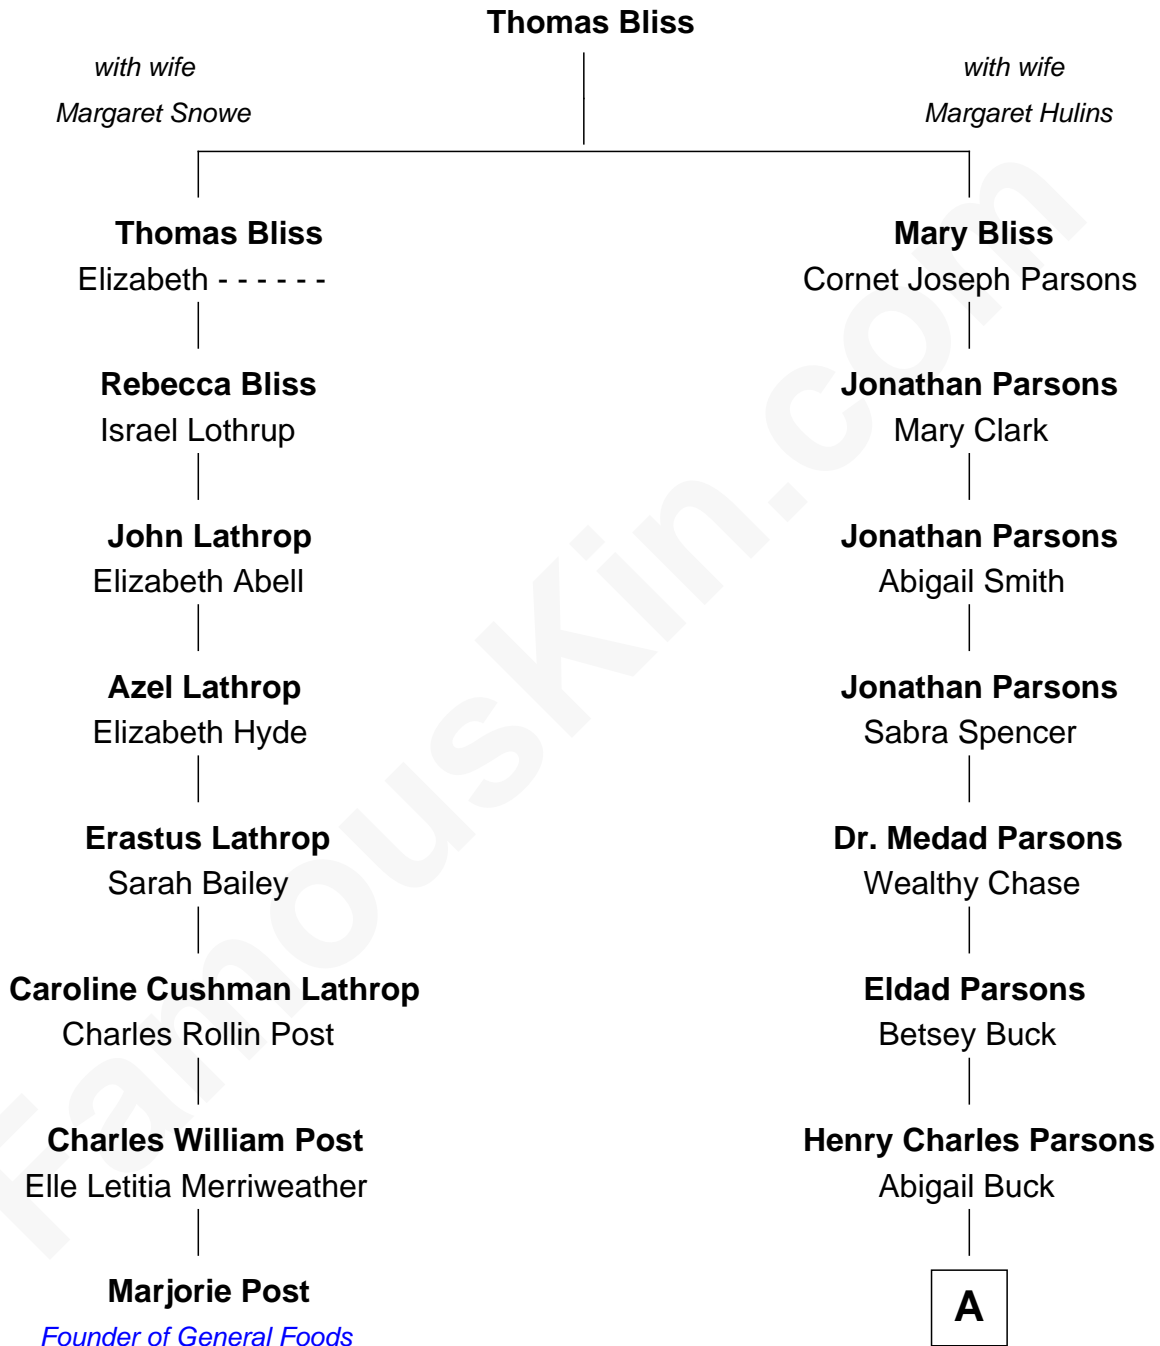 Thomas Bliss
with wife
Margaret Snowe
with wife
Margaret Hulins
Thomas Bliss
Elizabeth - - - - - -
Mary Bliss
Cornet Joseph Parsons
Rebecca Bliss
Israel Lothrup
Jonathan Parsons
Mary Clark
John Lathrop
Elizabeth Abell
Jonathan Parsons
Abigail Smith
Azel Lathrop
Elizabeth Hyde
Jonathan Parsons
Sabra Spencer
Erastus Lathrop
Sarah Bailey
Dr. Medad Parsons
Wealthy Chase
Caroline Cushman Lathrop
Charles Rollin Post
Eldad Parsons
Betsey Buck
Charles William Post
Elle Letitia Merriweather
Henry Charles Parsons
Abigail Buck
Marjorie Post
Founder of General Foods
A
FamousKin.com